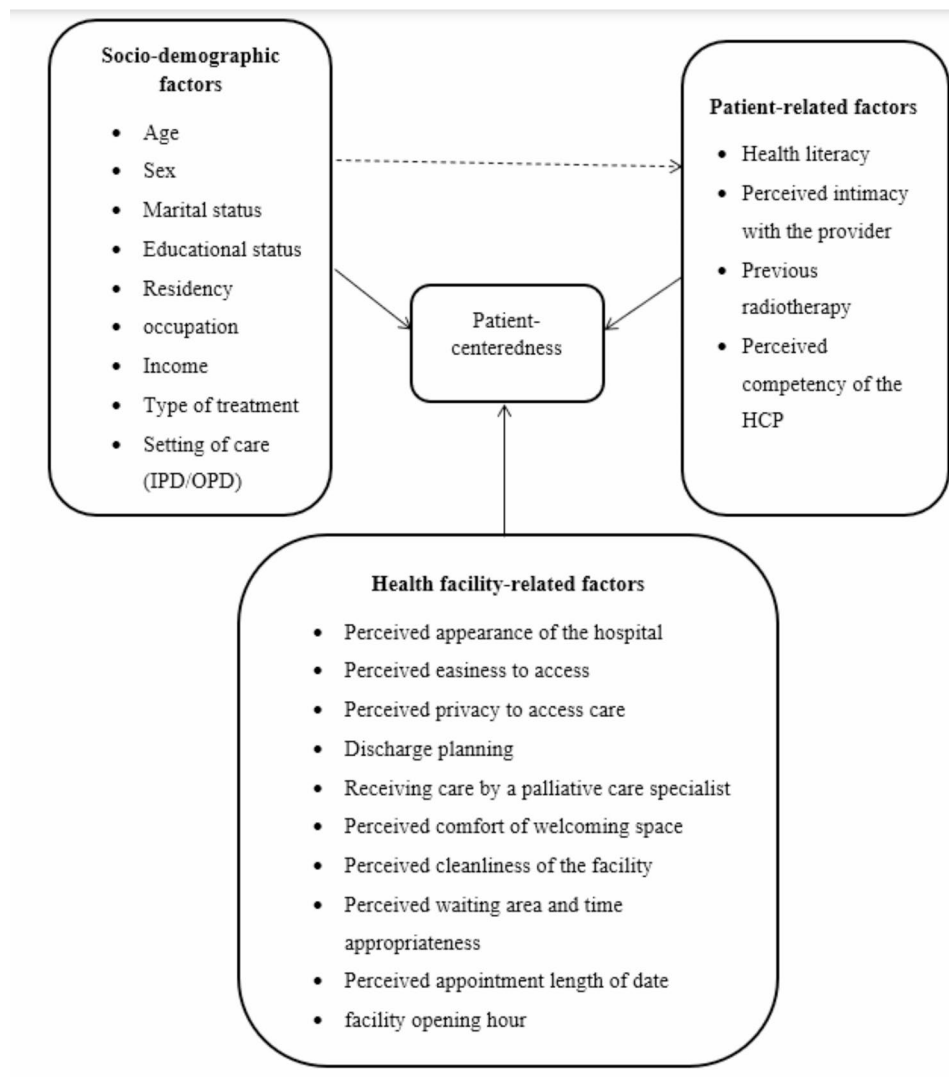 Socio-demographic
factors
• Age
• Sex
• Marital status
• Educational status
• Residency
• occupation
• Income
• Type of treatment
• Setting of care
(IPD/OPD)
Patient-related factors
• Health literacy
• Perceived intimacy
with the provider
• Previous
radiotherapy
• Perceived
competency of the
HCP
Patient-
centeredness
Health facility-related factors
• Perceived appearance of the hospital
• Perceived easiness to access
• Perceived privacy to access care
• Discharge planning
• Receiving care by a palliative care specialist
• Perceived comfort of welcoming space
• Perceived cleanliness of the facility
• Perceived waiting area and time
appropriateness
• Perceived appointment length of date
• facility opening hour